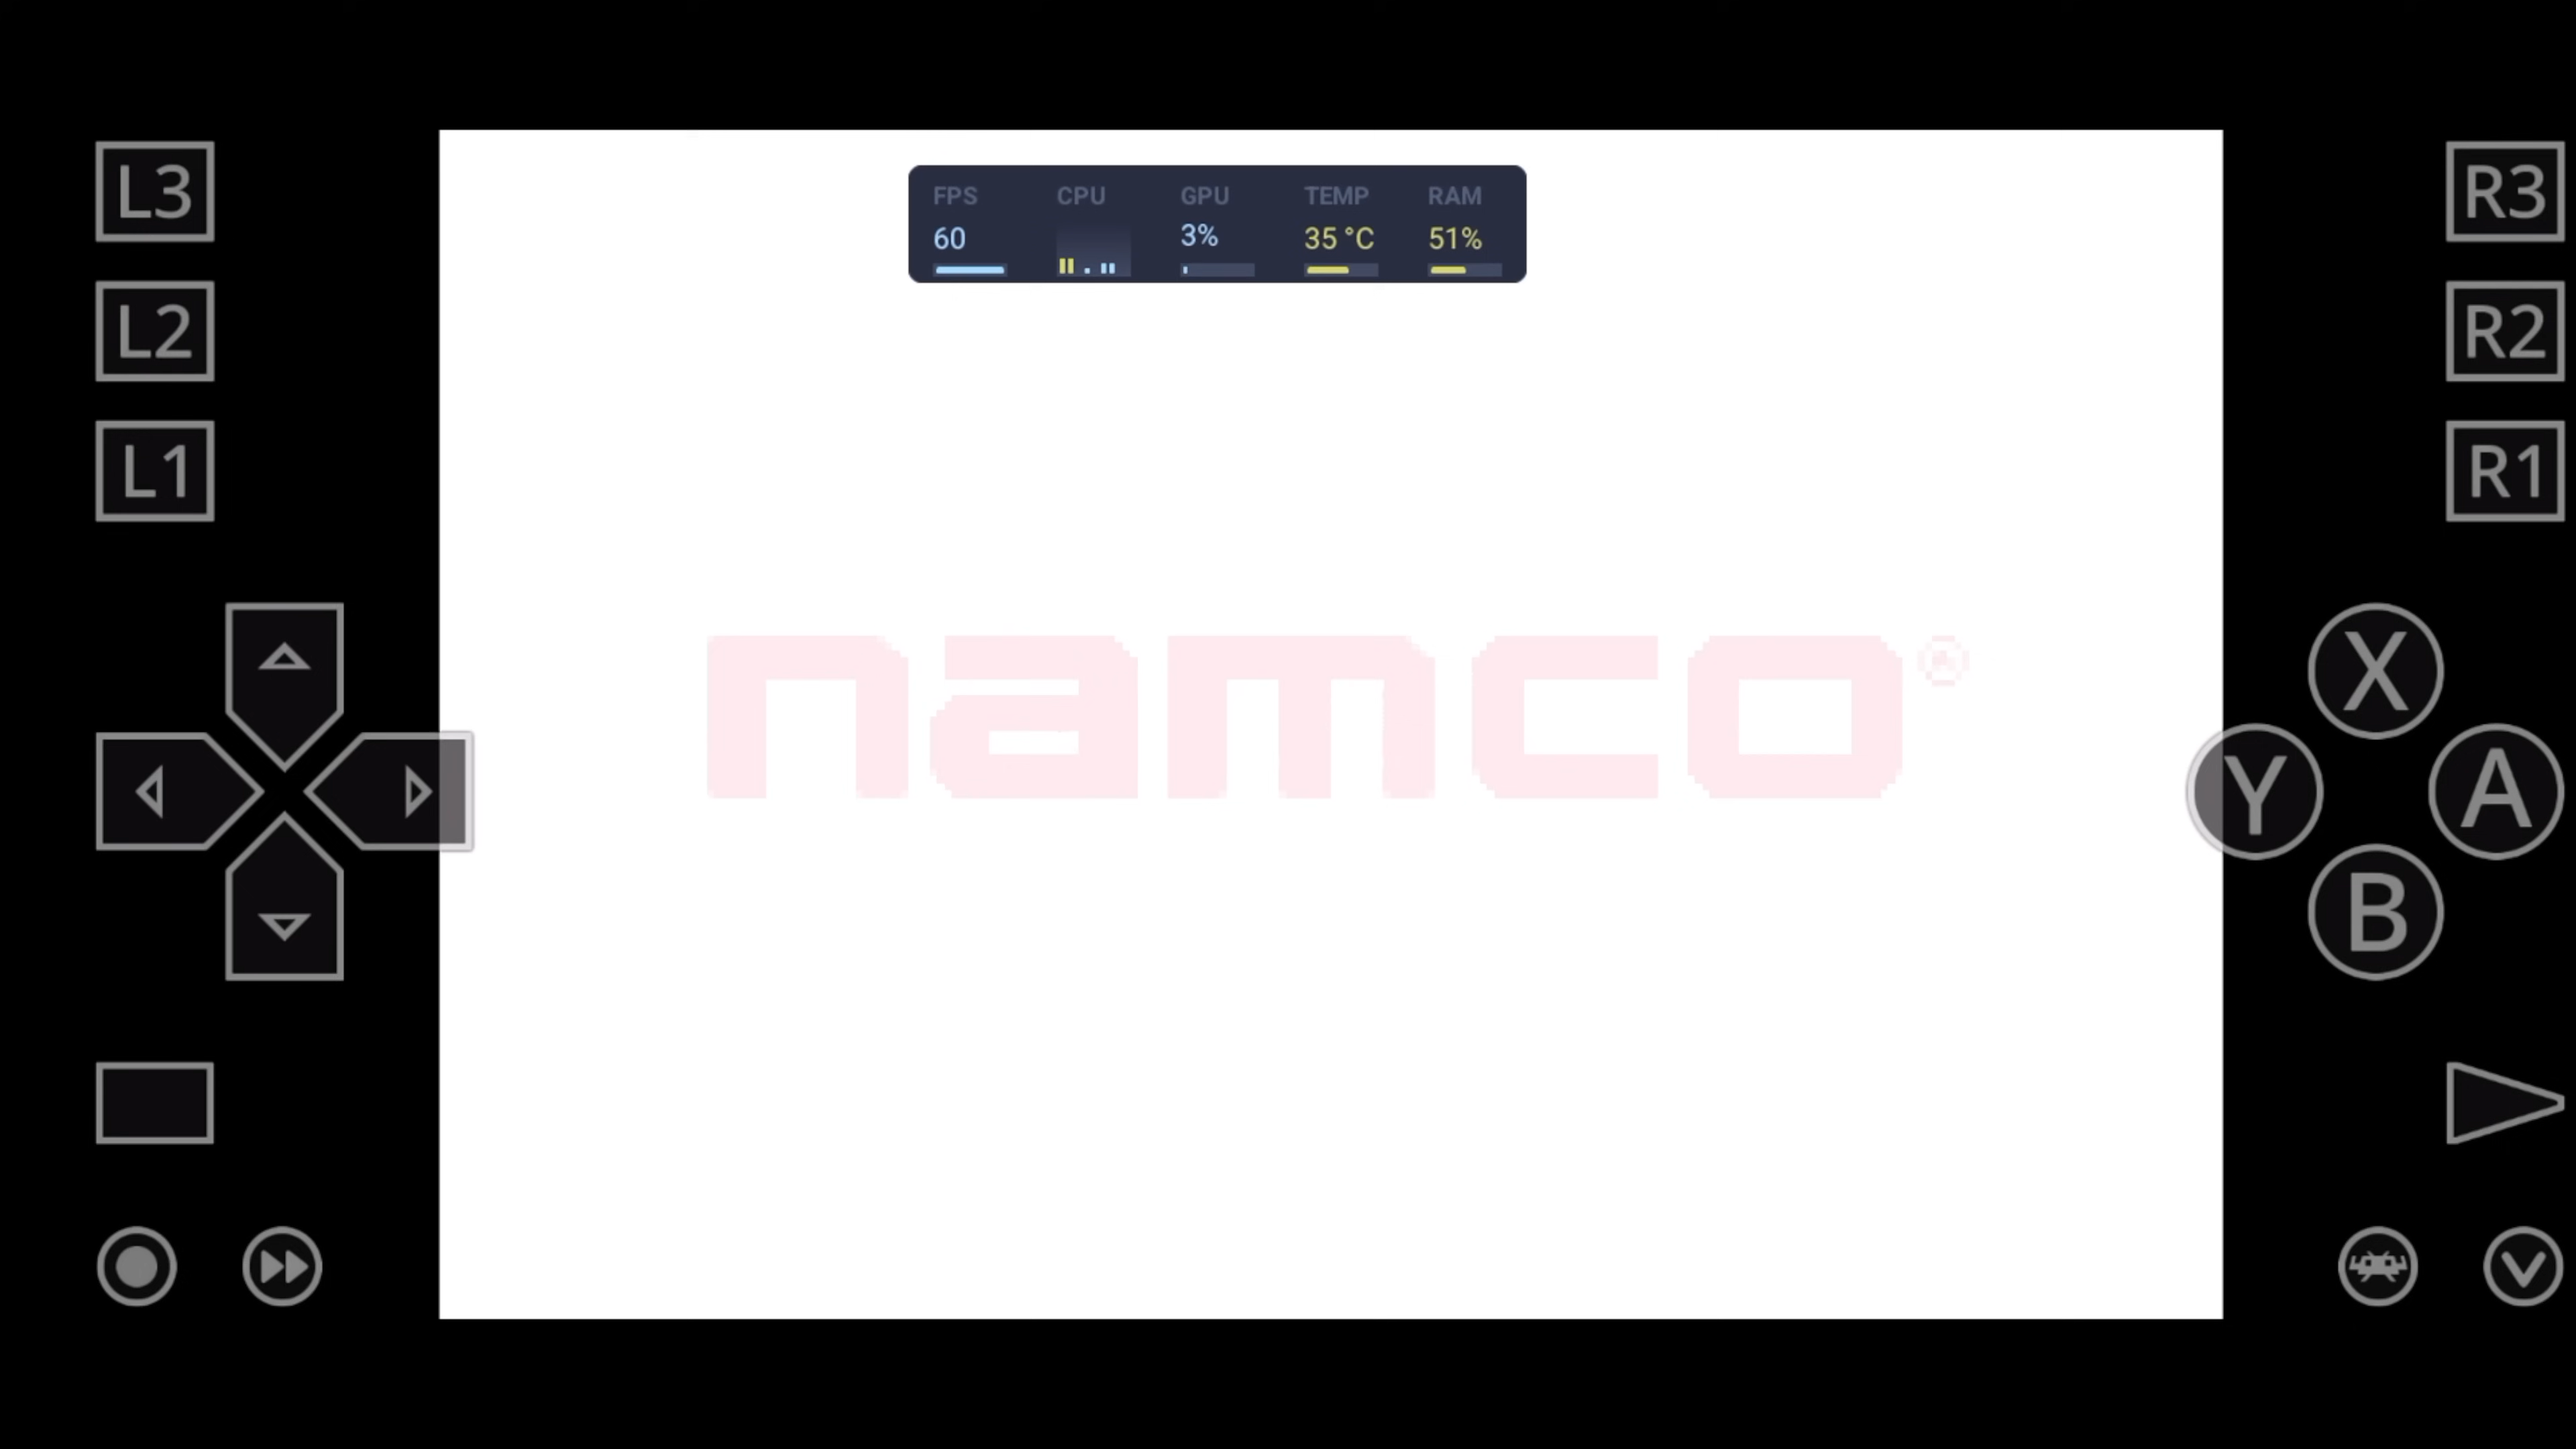 FPS CPU GPU TEMP RAM
60 3% 35 °C 51%
L3
L2
L1
R3
R2
R1
namco®
X
Y
A
B